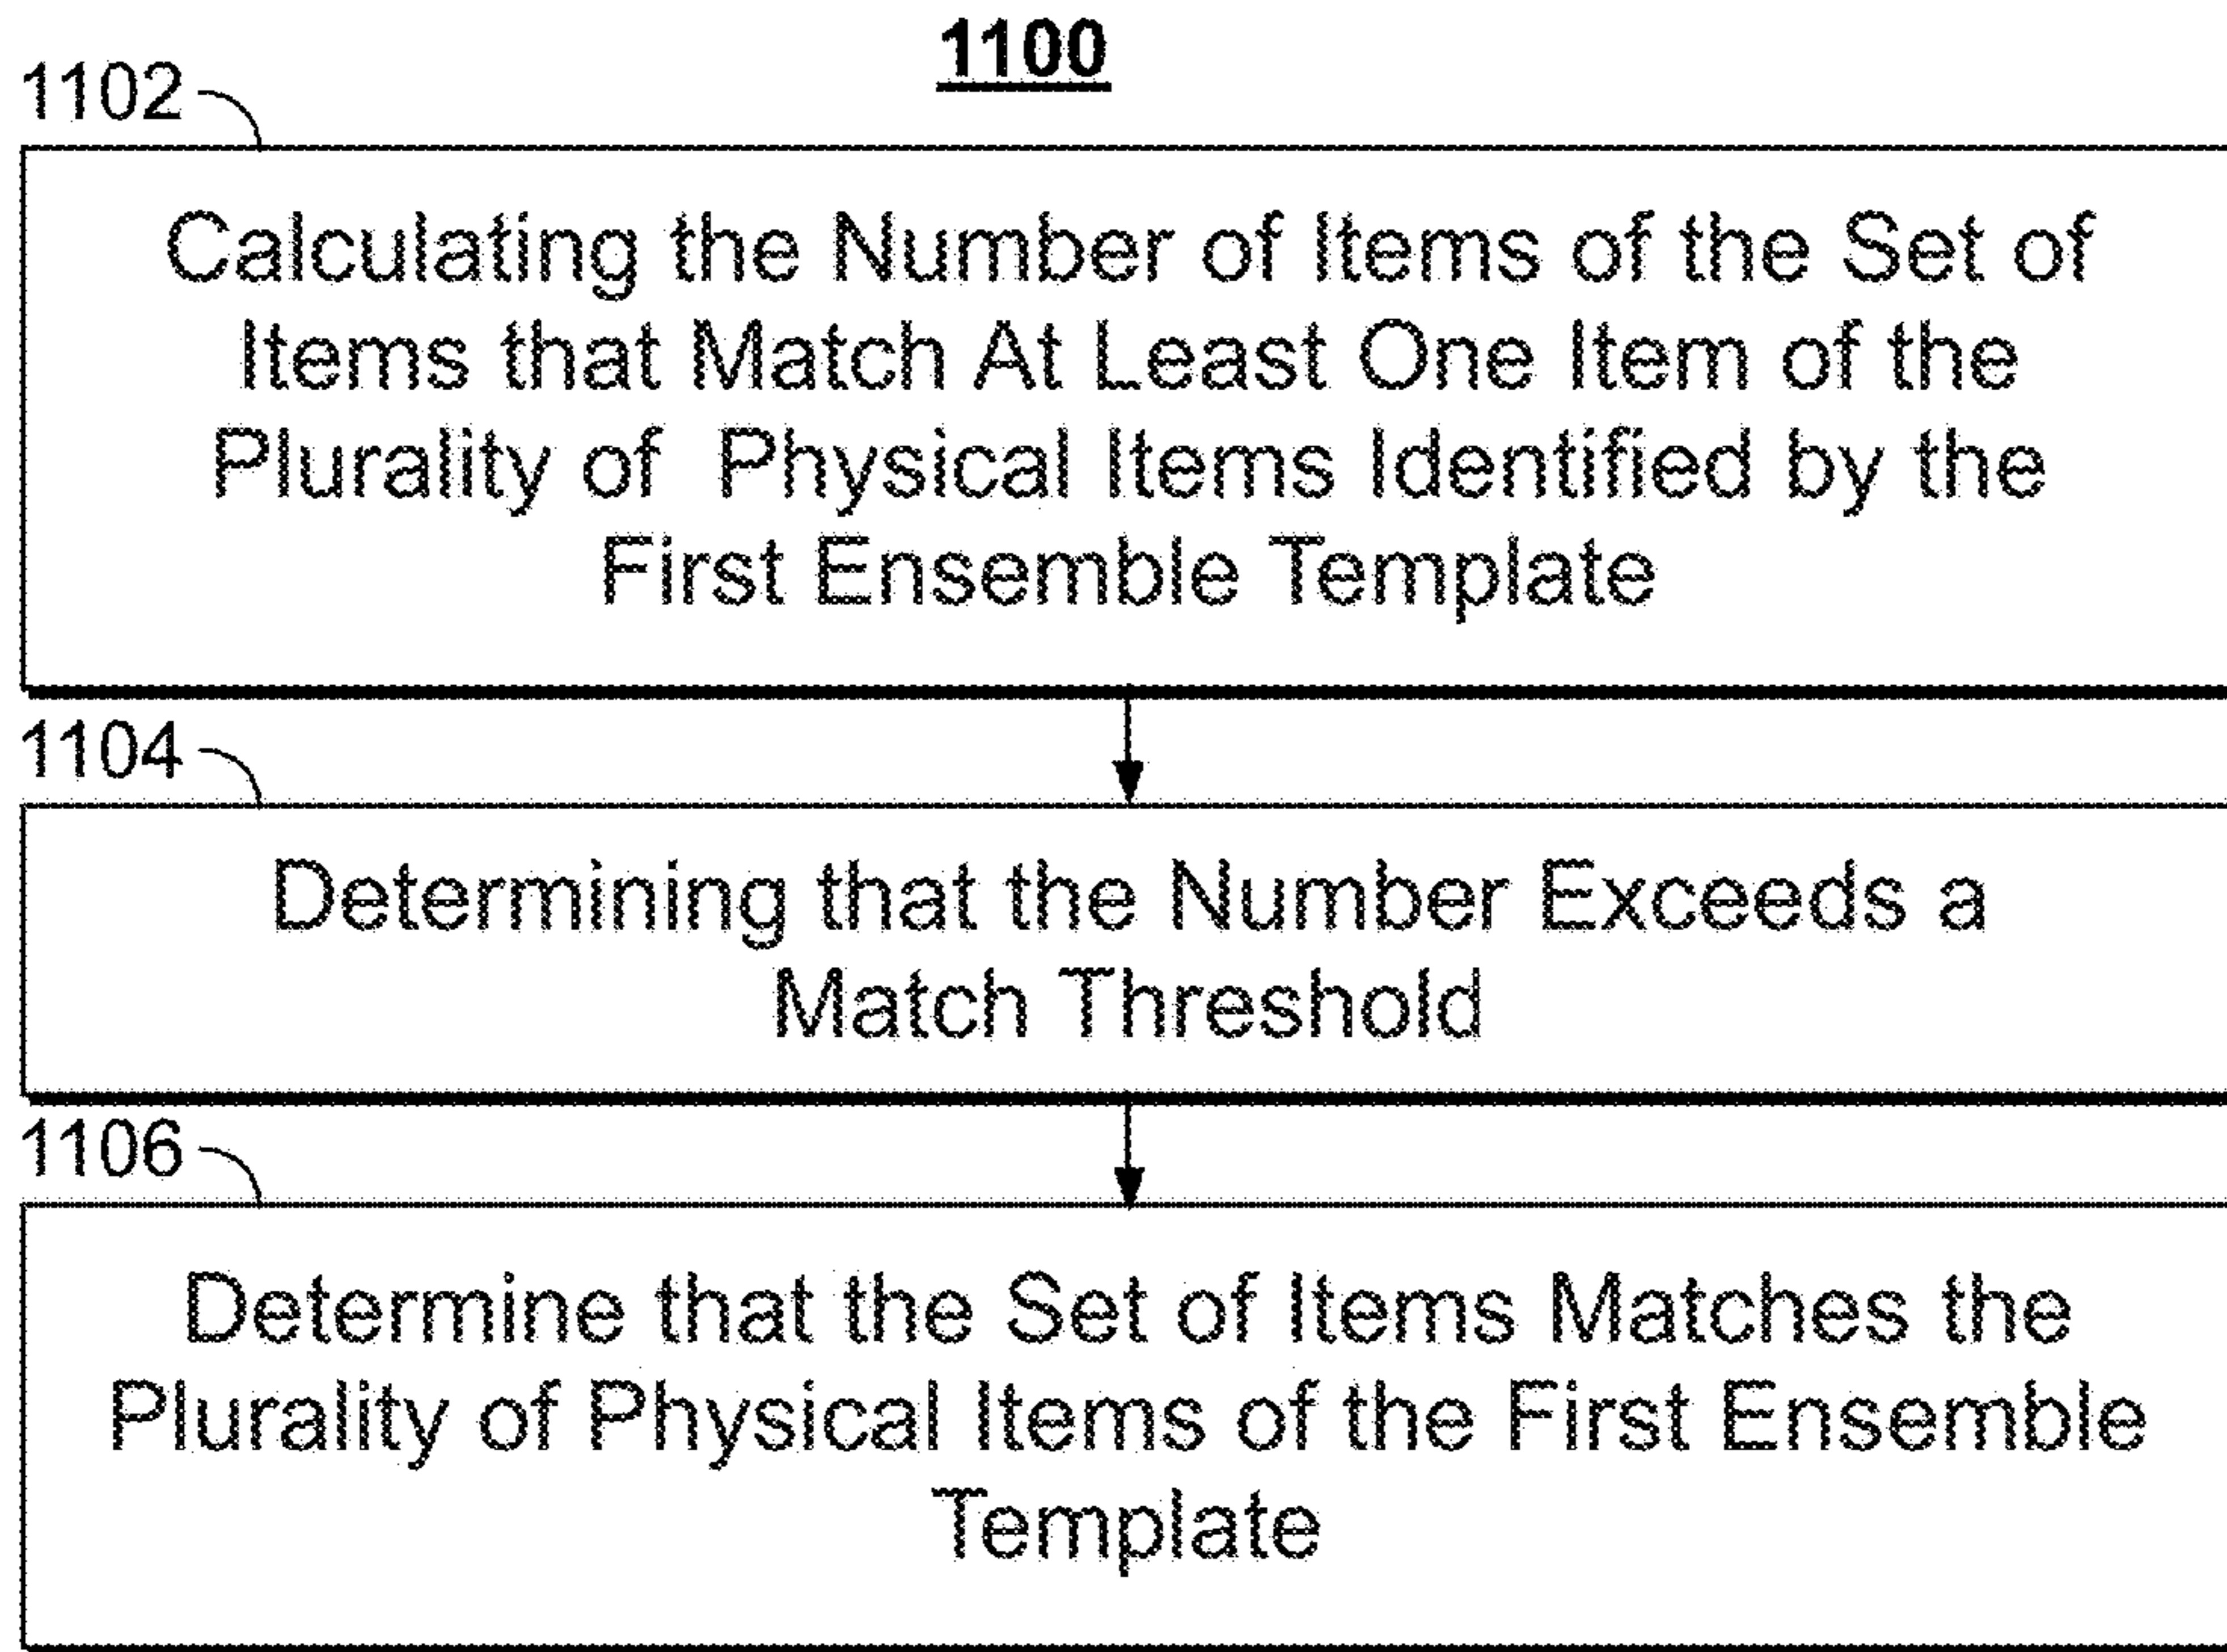 1100
1102
Calculating the Number of Items of the Set of
Items that Match At Least One Item of the
Plurality of Physical Items Identified by the
First Ensemble Template
1104
Determining that the Number Exceeds a
Match Threshold
1106
Determine that the Set of Items Matches the
Plurality of Physical Items of the First Ensemble
Template